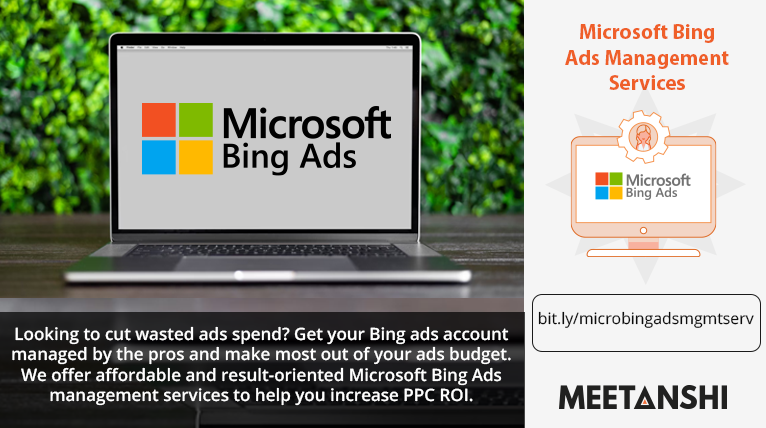 Microsoft
Bing Ads
Looking to cut wasted ads spend? Get your Bing ads account
managed by the pros and make most out of your ads budget.
We offer affordable and result-oriented Microsoft Bing Ads
management services to help you increase PPC ROI.
Microsoft Bing
Ads Management
Services
Microsoft
Bing Ads
bit.ly/microbingadsmgmtserv
MEETANSHI